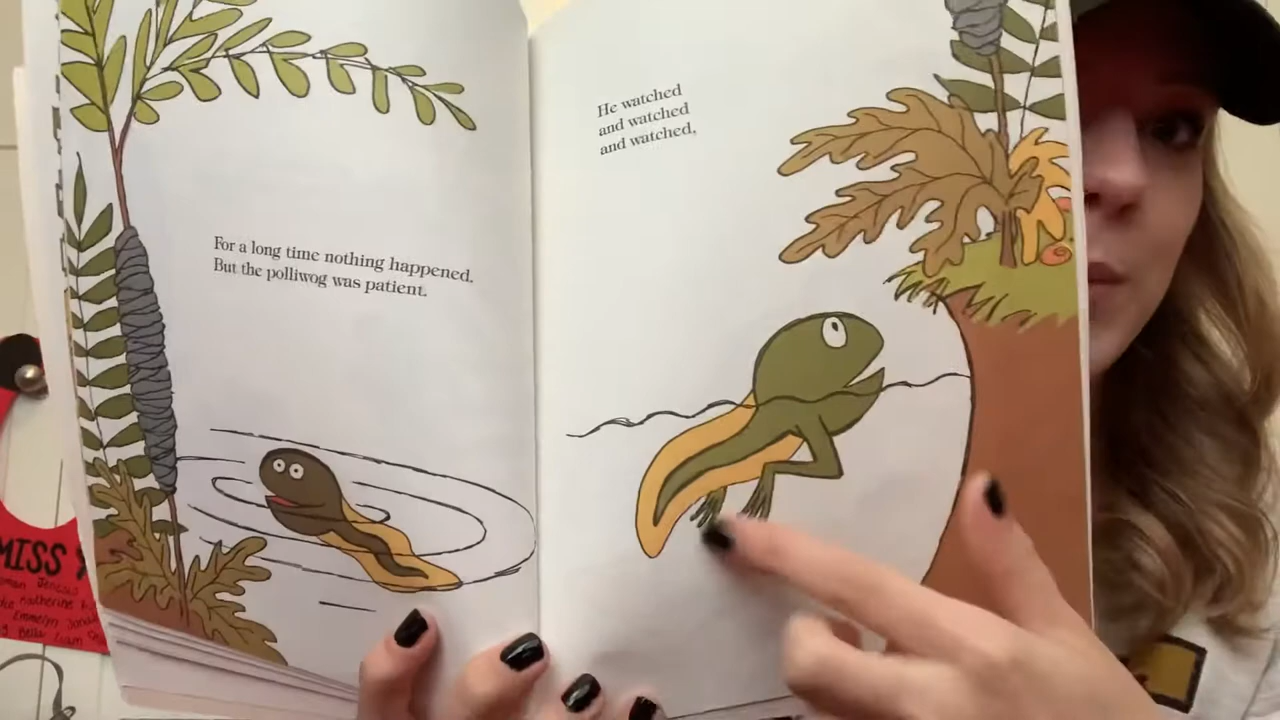 For a long time nothing happened.
But the polliwog was patient.
He watched
and watched
and watched,
MISS